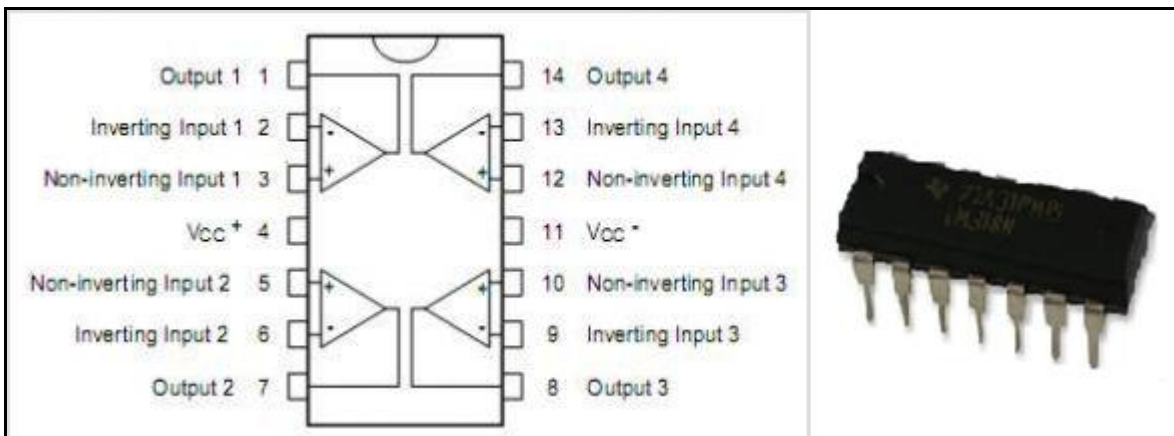 Output 1 1
Inverting Input 1 2
Non-inverting Input 1 3
Vcc + 4
Non-inverting Input 2 5
Inverting Input 2 6
Output 2 7
14 Output 4
13 Inverting Input 4
12 Non-inverting Input 4
11 Vcc -
10 Non-inverting Input 3
9 Inverting Input 3
8 Output 3
-
+
-
+
+
-
+
-